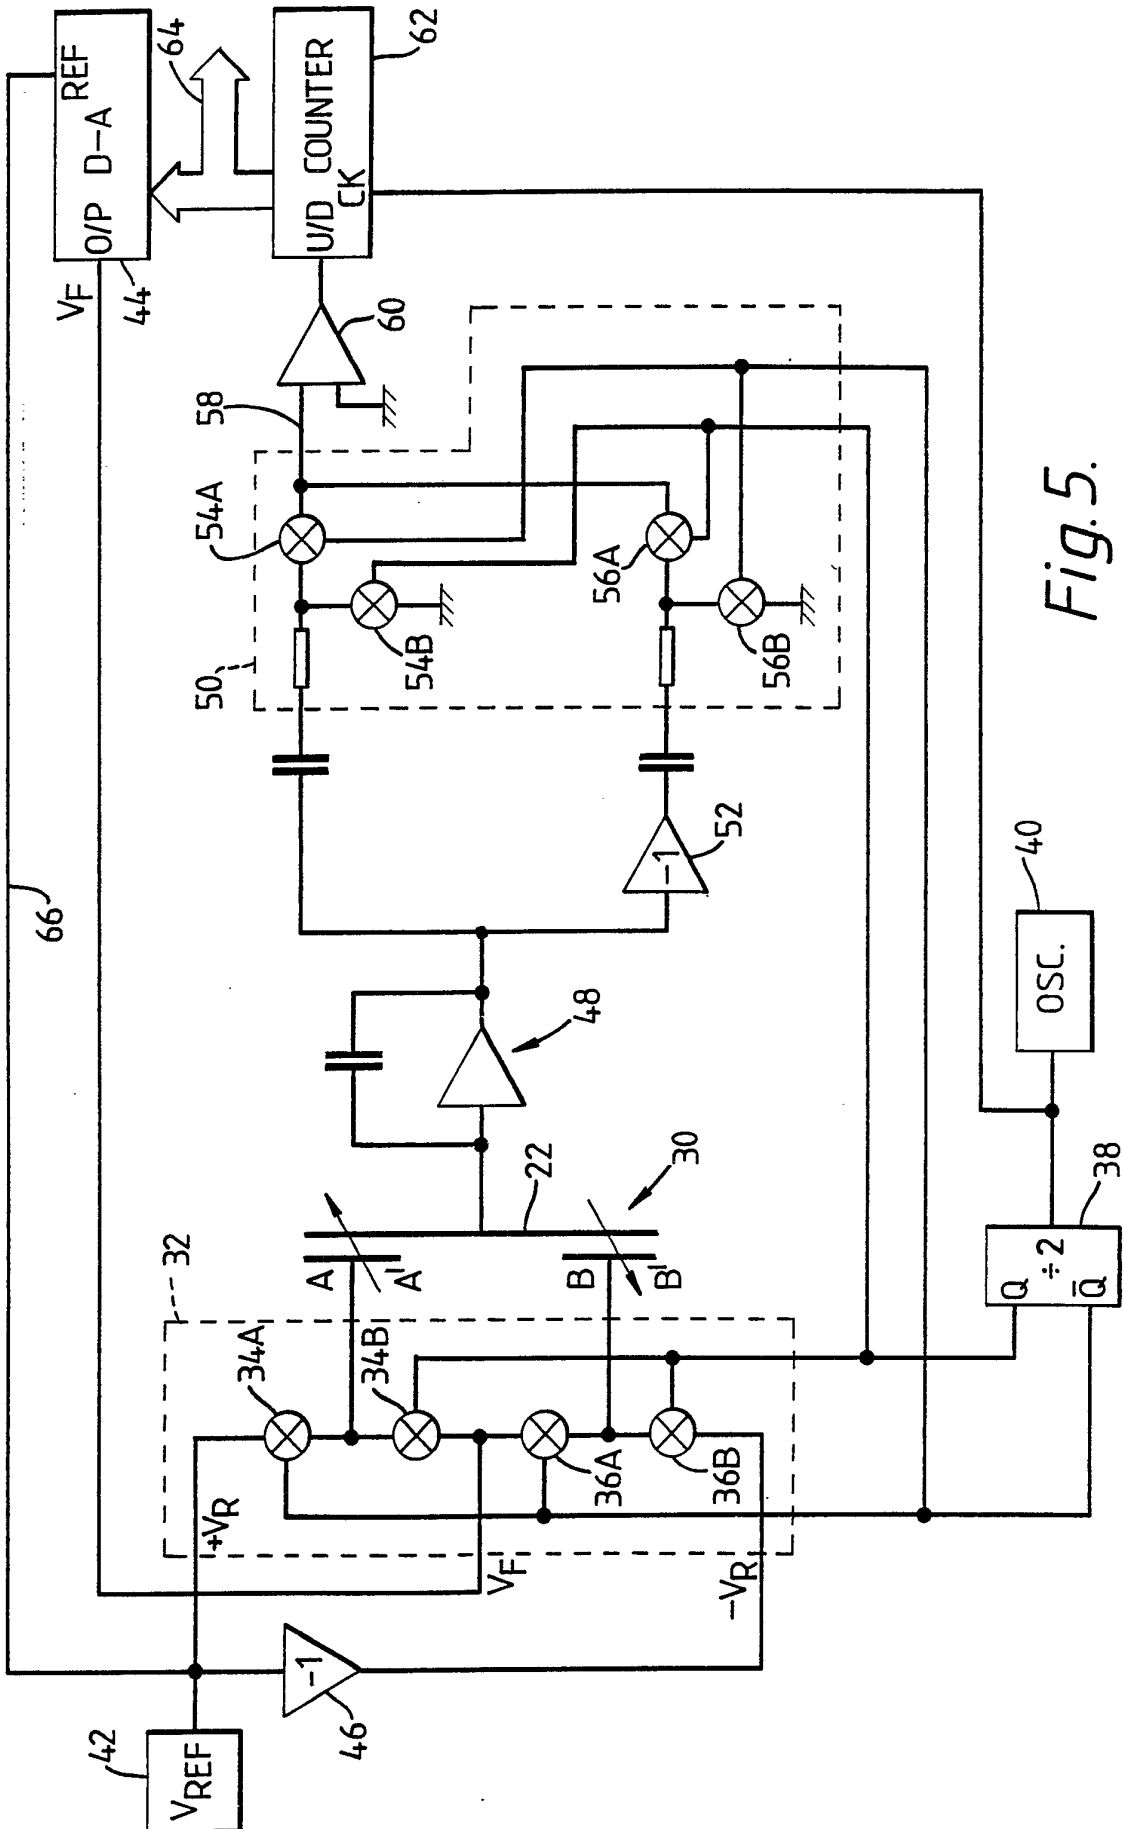 42
VREF
46
-1
+VR
VF
-VR
32
34A
34B
36A
36B
A
A̅
B
B̅
30
22
48
Q
÷2
Q̅
38
OSC.
40
52
-1
50
54A
54B
56A
56B
58
60
U/D COUNTER
CK
62
64
O/P D-A
REF
44
VF
66
Fig. 5.